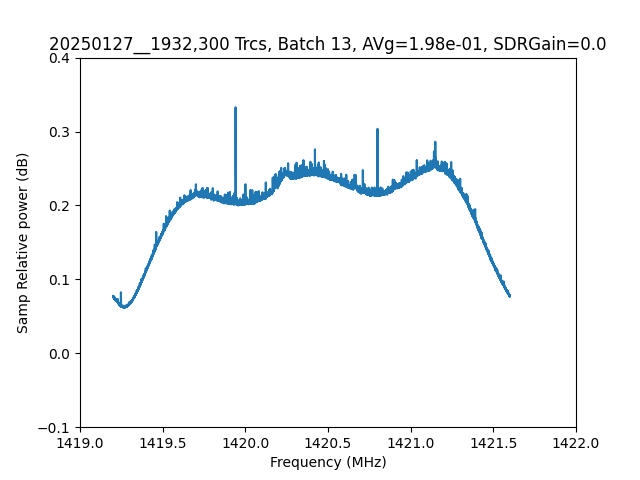 20250127__1932,300 Trcs, Batch 13, AVg=1.98e-01, SDRGain=0.0
0.4
0.3
0.2
0.1
0.0
−0.1
Samp Relative power (dB)
1419.0 1419.5 1420.0 1420.5 1421.0 1421.5 1422.0
Frequency (MHz)